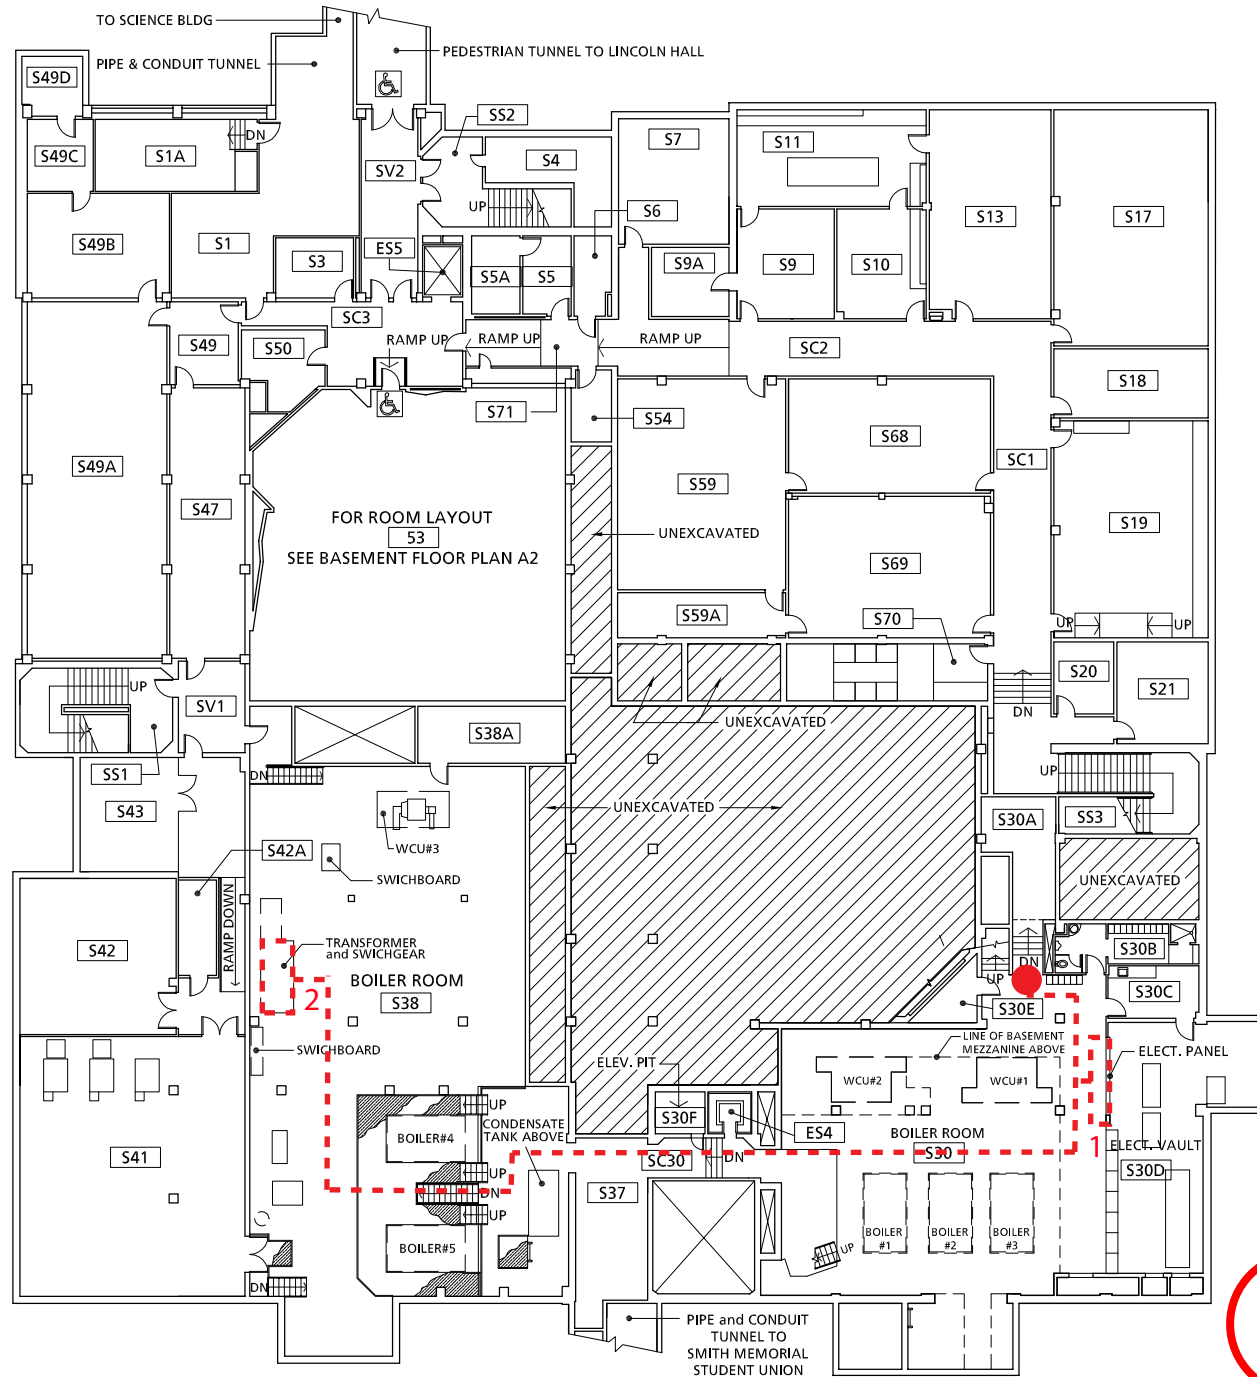 TO SCIENCE BLDG
PIPE & CONDUIT TUNNEL
PEDESTRIAN TUNNEL TO LINCOLN HALL
S49D
SS2
S7
S11
DN
S49C
S1A
S4
SV2
UP
S6
S13
S17
S49B
S1
S3
ES5
S5A
S5
S9A
S9
S10
SC3
RAMP UP
RAMP UP
RAMP UP
SC2
S49
S50
S18
S71
S54
S68
SC1
S49A
S47
S59
FOR ROOM LAYOUT
53
SEE BASEMENT FLOOR PLAN A2
UNEXCAVATED
S19
S69
S59A
S70
UP
UP
S20
UP
S21
SV1
DN
UNEXCAVATED
S38A
SS1
DN
UP
S43
UNEXCAVATED
S30A
SS3
WCU#3
S42A
SWICHBOARD
UNEXCAVATED
RAMP DOWN
TRANSFORMER
and SWICHGEAR
S42
S30B
DN
UP
BOILER ROOM
S38
2
S30C
S30E
LINE OF BASEMENT
MEZZANINE ABOVE
SWICHBOARD
ELEV. PIT
ELECT. PANEL
WCU#2
WCU#1
UP
S30F
CONDENSATE
TANK ABOVE
BOILER#4
ES4
BOILER ROOM
S30
1
ELECT. VAULT
S30D
S41
SC30
DN
UP
DN
S37
UP
BOILER
#1
BOILER
#2
BOILER
#3
BOILER#5
UP
DN
PIPE and CONDUIT
TUNNEL TO
SMITH MEMORIAL
STUDENT UNION